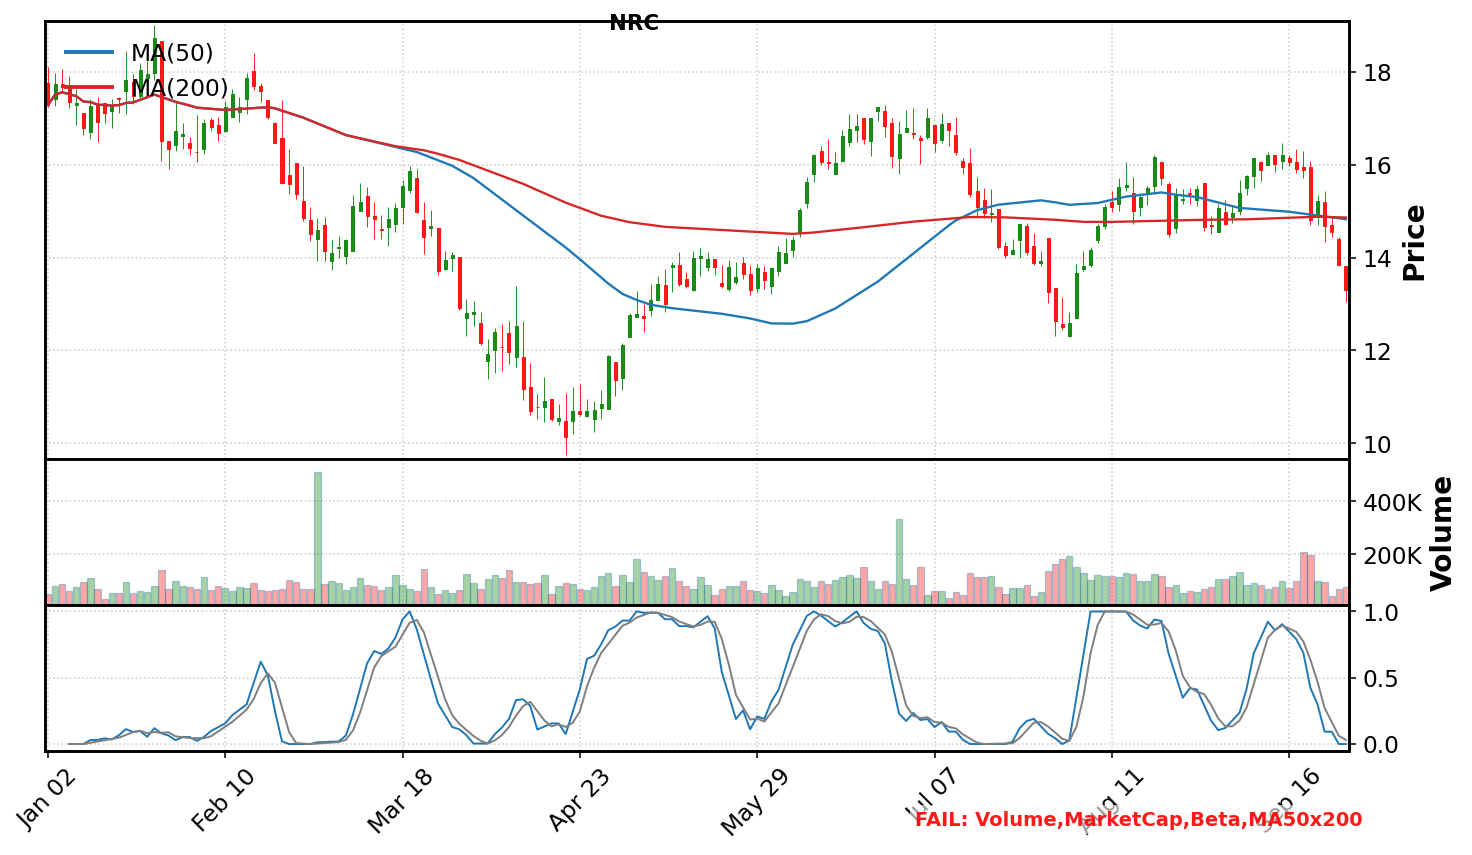 NRC
MA(50)
MA(200)
18
16
14
12
10
Price
400K
200K
Volume
1.0
0.5
0.0
Jan 02
Feb 10
Mar 18
Apr 23
May 29
Jul 07
Aug 11
Sep 16
FAIL: Volume,MarketCap,Beta,MA50x200